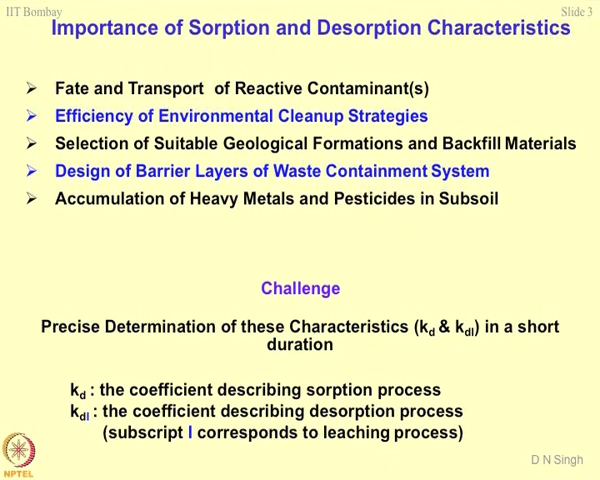 IIT Bombay
Slide 3
Importance of Sorption and Desorption Characteristics
Fate and Transport of Reactive Contaminant(s)
Efficiency of Environmental Cleanup Strategies
Selection of Suitable Geological Formations and Backfill Materials
Design of Barrier Layers of Waste Containment System
Accumulation of Heavy Metals and Pesticides in Subsoil
Challenge
Precise Determination of these Characteristics (kd & kdl) in a short
duration
kd : the coefficient describing sorption process
kdl : the coefficient describing desorption process
(subscript l corresponds to leaching process)
NPTEL
D N Singh